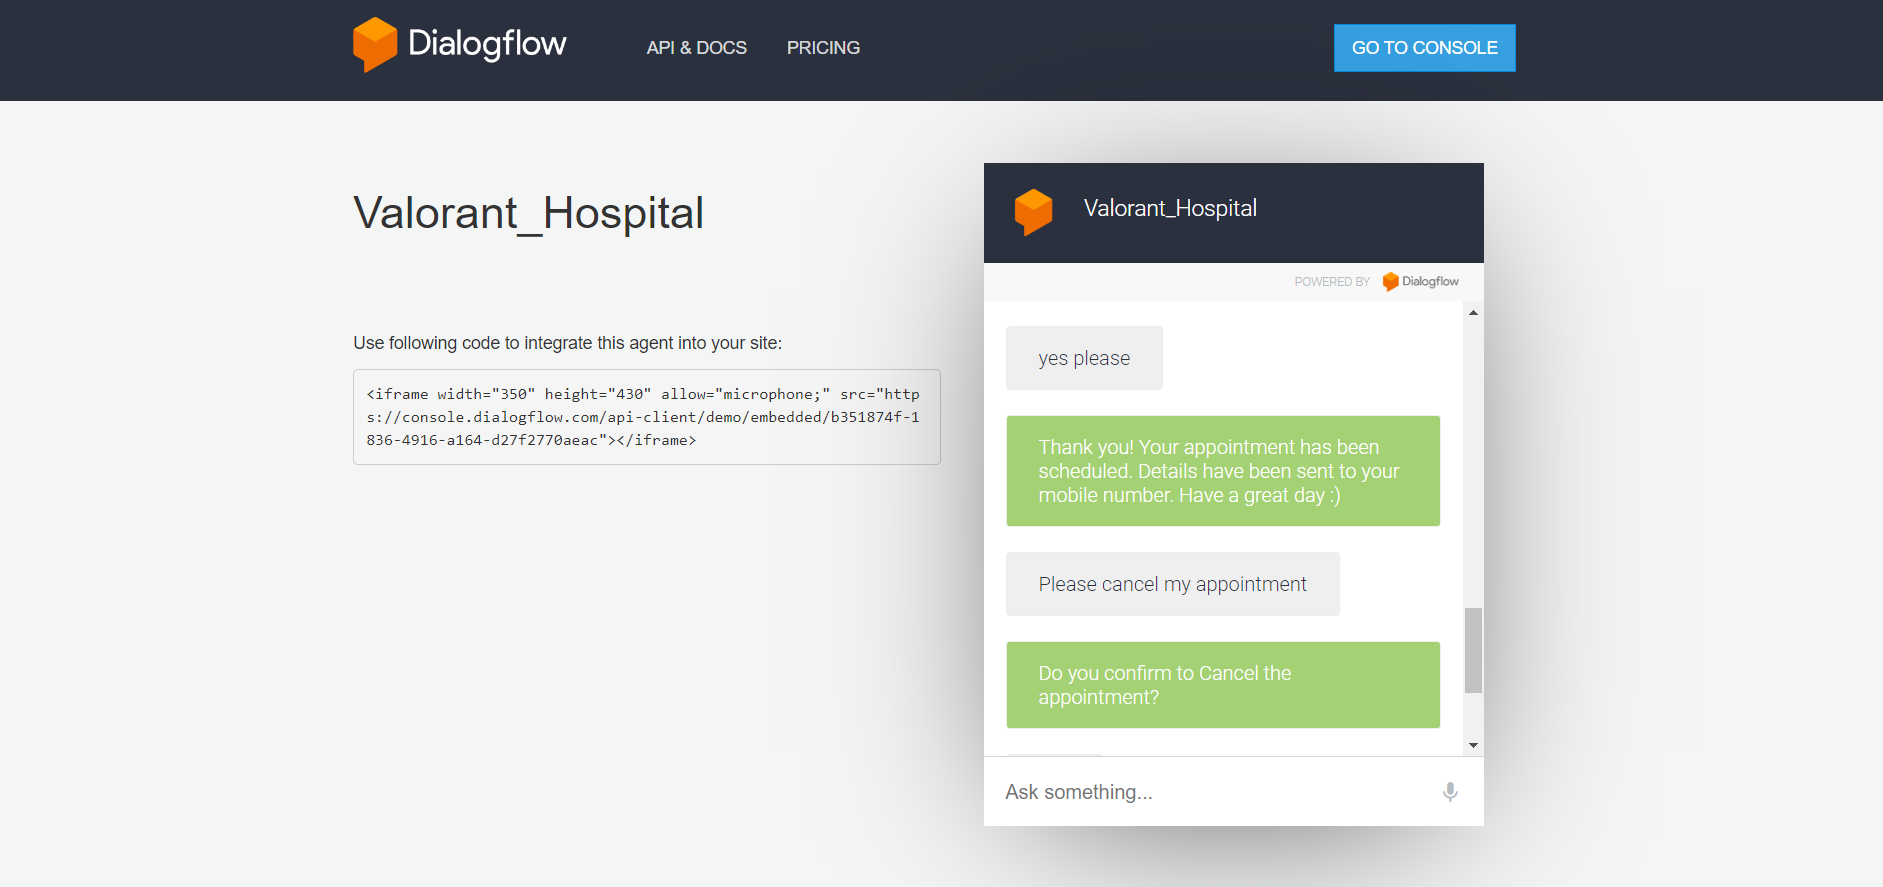 Dialogflow
API & DOCS
PRICING
GO TO CONSOLE
Valorant_Hospital
Use following code to integrate this agent into your site:
<iframe width="350" height="430" allow="microphone;" src="http
s://console.dialogflow.com/api-client/demo/embedded/b351874f-1
836-4916-a164-d27f2770aeac"></iframe>
Valorant_Hospital
POWERED BY Dialogflow
yes please
Thank you! Your appointment has been
scheduled. Details have been sent to your
mobile number. Have a great day :)
Please cancel my appointment
Do you confirm to Cancel the
appointment?
Ask something...